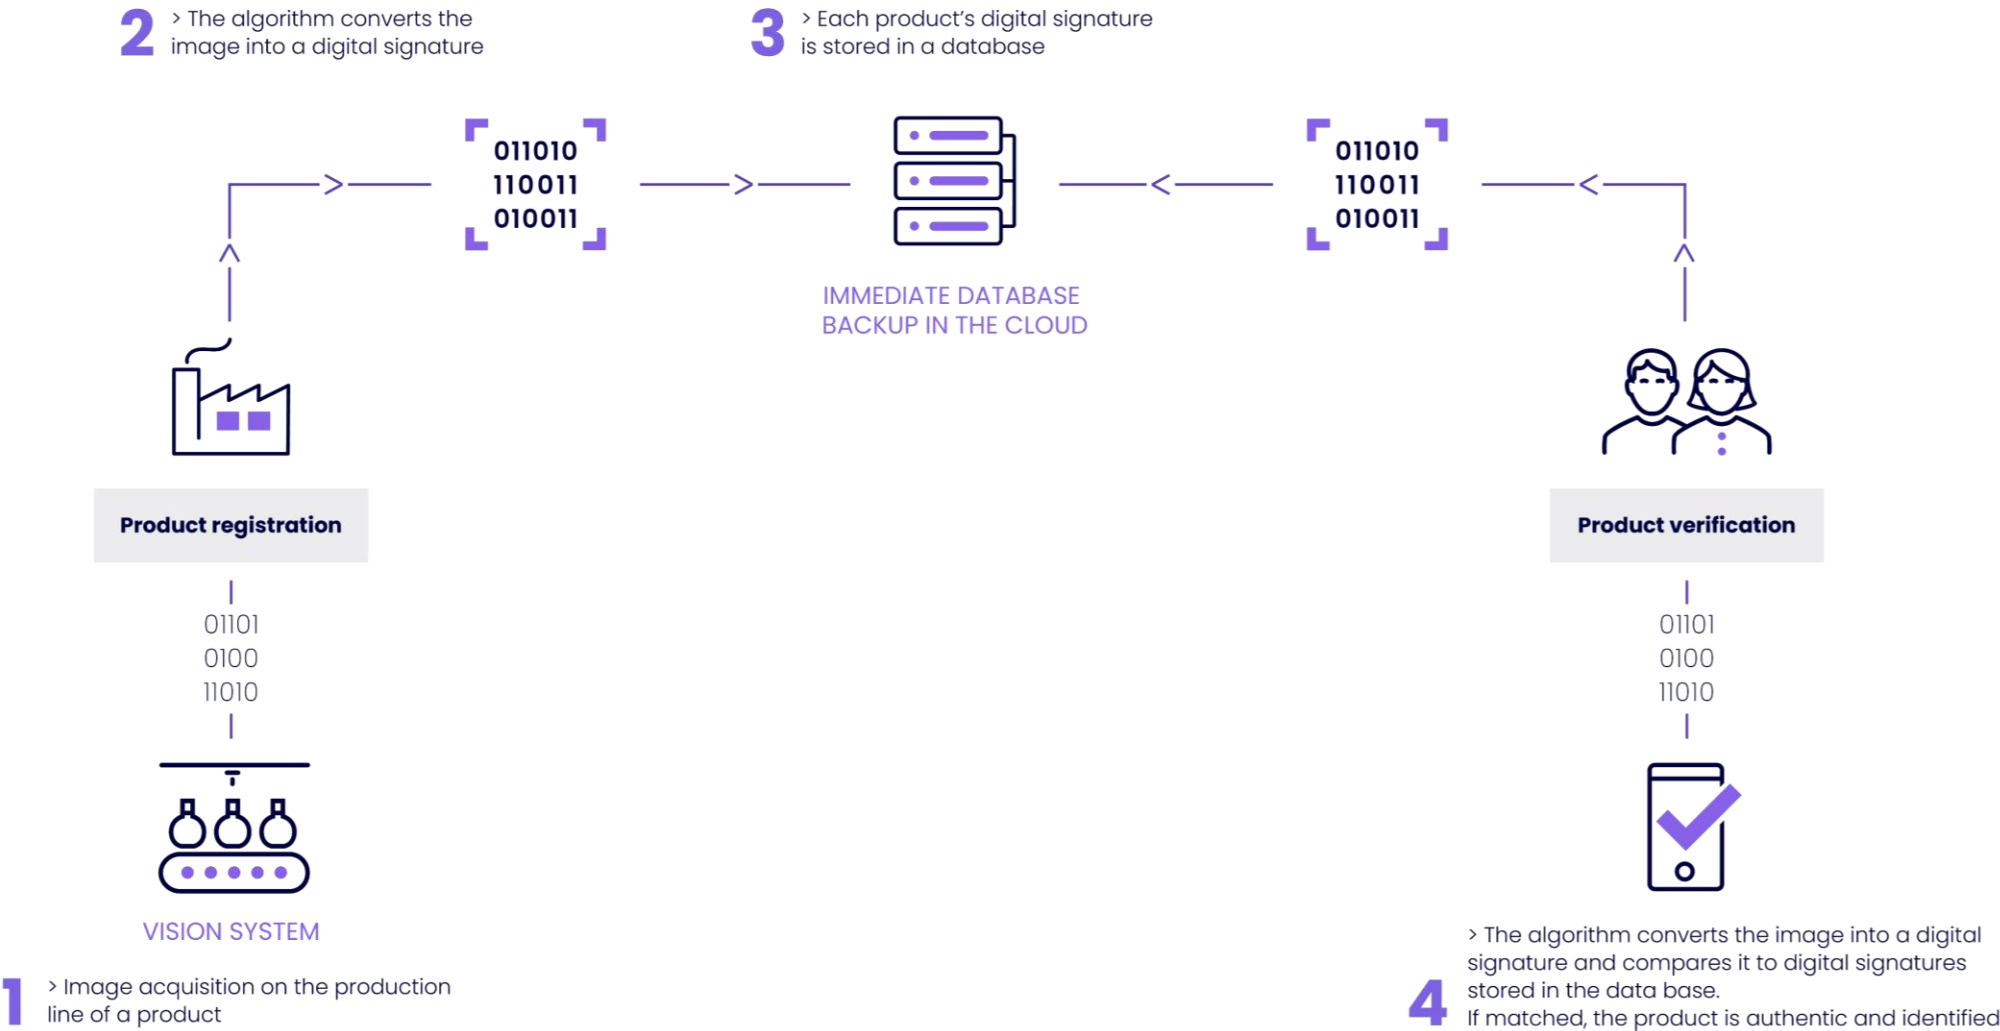 2
> The algorithm converts the
image into a digital signature
3
> Each product's digital signature
is stored in a database
011010
110011
010011
011010
110011
010011
IMMEDIATE DATABASE
BACKUP IN THE CLOUD
Product registration
01101
0100
11010
VISION SYSTEM
1
> Image acquisition on the production
line of a product
Product verification
01101
0100
11010
4
> The algorithm converts the image into a digital
signature and compares it to digital signatures
stored in the data base.
If matched, the product is authentic and identified